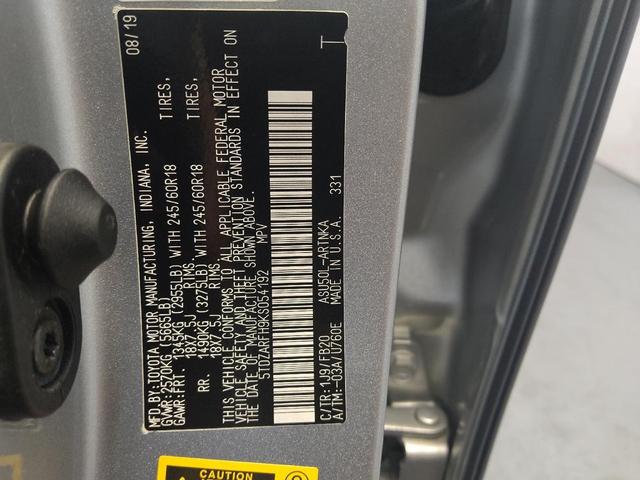 MFD.BY:TOYOTA MOTOR MANUFACTURING, INDIANA, INC. 08/19
GVWR:2570KG (5665LB)
GAWR:FRT. 1345KG (2955LB) WITH 245/60R18 TIRES,
18X7.5J RIMS,
RR. 1490KG (3275LB) WITH 245/60R18 TIRES,
18X7.5J RIMS,
THIS VEHICLE CONFORMS TO ALL APPLICABLE FEDERAL MOTOR
VEHICLE SAFETY AND THEFT PREVENTION STANDARDS IN EFFECT ON
THE DATE OF MANUFACTURE SHOWN ABOVE.
5TDZARFH9KS054192 MPV T
C/TR:1J9/FB20 ASU50L-ARTNKA 331
A/TM:-03A/U760E MADE IN U.S.A.
CAUTION